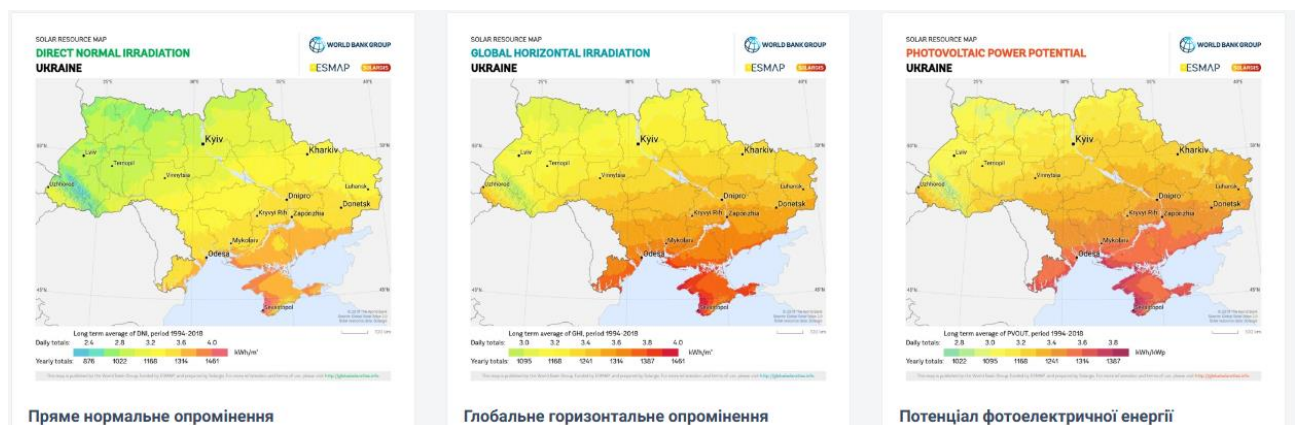 SOLAR RESOURCE MAP
DIRECT NORMAL IRRADIATION
UKRAINE
WORLD BANK GROUP
ESMAP
SOLARGIS
Kyiv
Kharkiv
Lviv
Ternopil
Vinnytsia
Uzhhorod
Luhansk
Dnipro
Donetsk
Kryvyi Rih
Zaporizhia
Mykolaiv
Odesa
Sevastopol
Long term average of DNI, period 1994-2018
Daily totals: 2.4 2.8 3.2 3.6 4.0
kWh/m²
Yearly totals: 876 1022 1168 1314 1461
SOLAR RESOURCE MAP
GLOBAL HORIZONTAL IRRADIATION
UKRAINE
WORLD BANK GROUP
ESMAP
SOLARGIS
Kyiv
Kharkiv
Lviv
Ternopil
Vinnytsia
Uzhhorod
Luhansk
Dnipro
Donetsk
Kryvyi Rih
Zaporizhia
Mykolaiv
Odesa
Sevastopol
Long term average of GHI, period 1994-2018
Daily totals: 3.0 3.2 3.4 3.6 3.8 4.0
kWh/m²
Yearly totals: 1095 1168 1241 1314 1387 1461
SOLAR RESOURCE MAP
PHOTOVOLTAIC POWER POTENTIAL
UKRAINE
WORLD BANK GROUP
ESMAP
SOLARGIS
Kyiv
Kharkiv
Lviv
Ternopil
Vinnytsia
Uzhhorod
Luhansk
Dnipro
Donetsk
Kryvyi Rih
Zaporizhia
Mykolaiv
Odesa
Sevastopol
Long term average of PVOUT, period 1994-2018
Daily totals: 2.8 3.0 3.2 3.4 3.6 3.8
kWh/kWp
Yearly totals: 1022 1095 1168 1241 1314 1387
Пряме нормальне опромінення
Глобальне горизонтальне опромінення
Потенціал фотоелектричної енергії